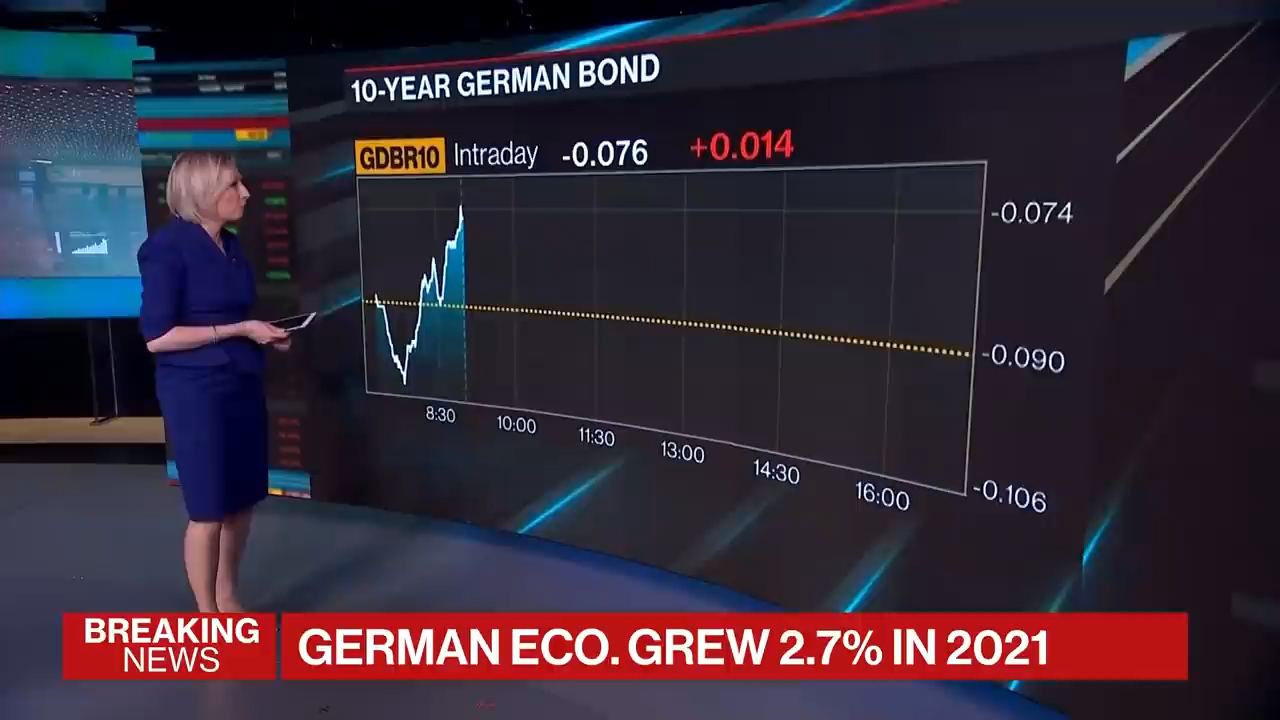 10-YEAR GERMAN BOND
GDBR10 Intraday -0.076 +0.014
-0.074
-0.090
-0.106
8:30 10:00 11:30 13:00 14:30 16:00
BREAKING
NEWS
GERMAN ECO. GREW 2.7% IN 2021